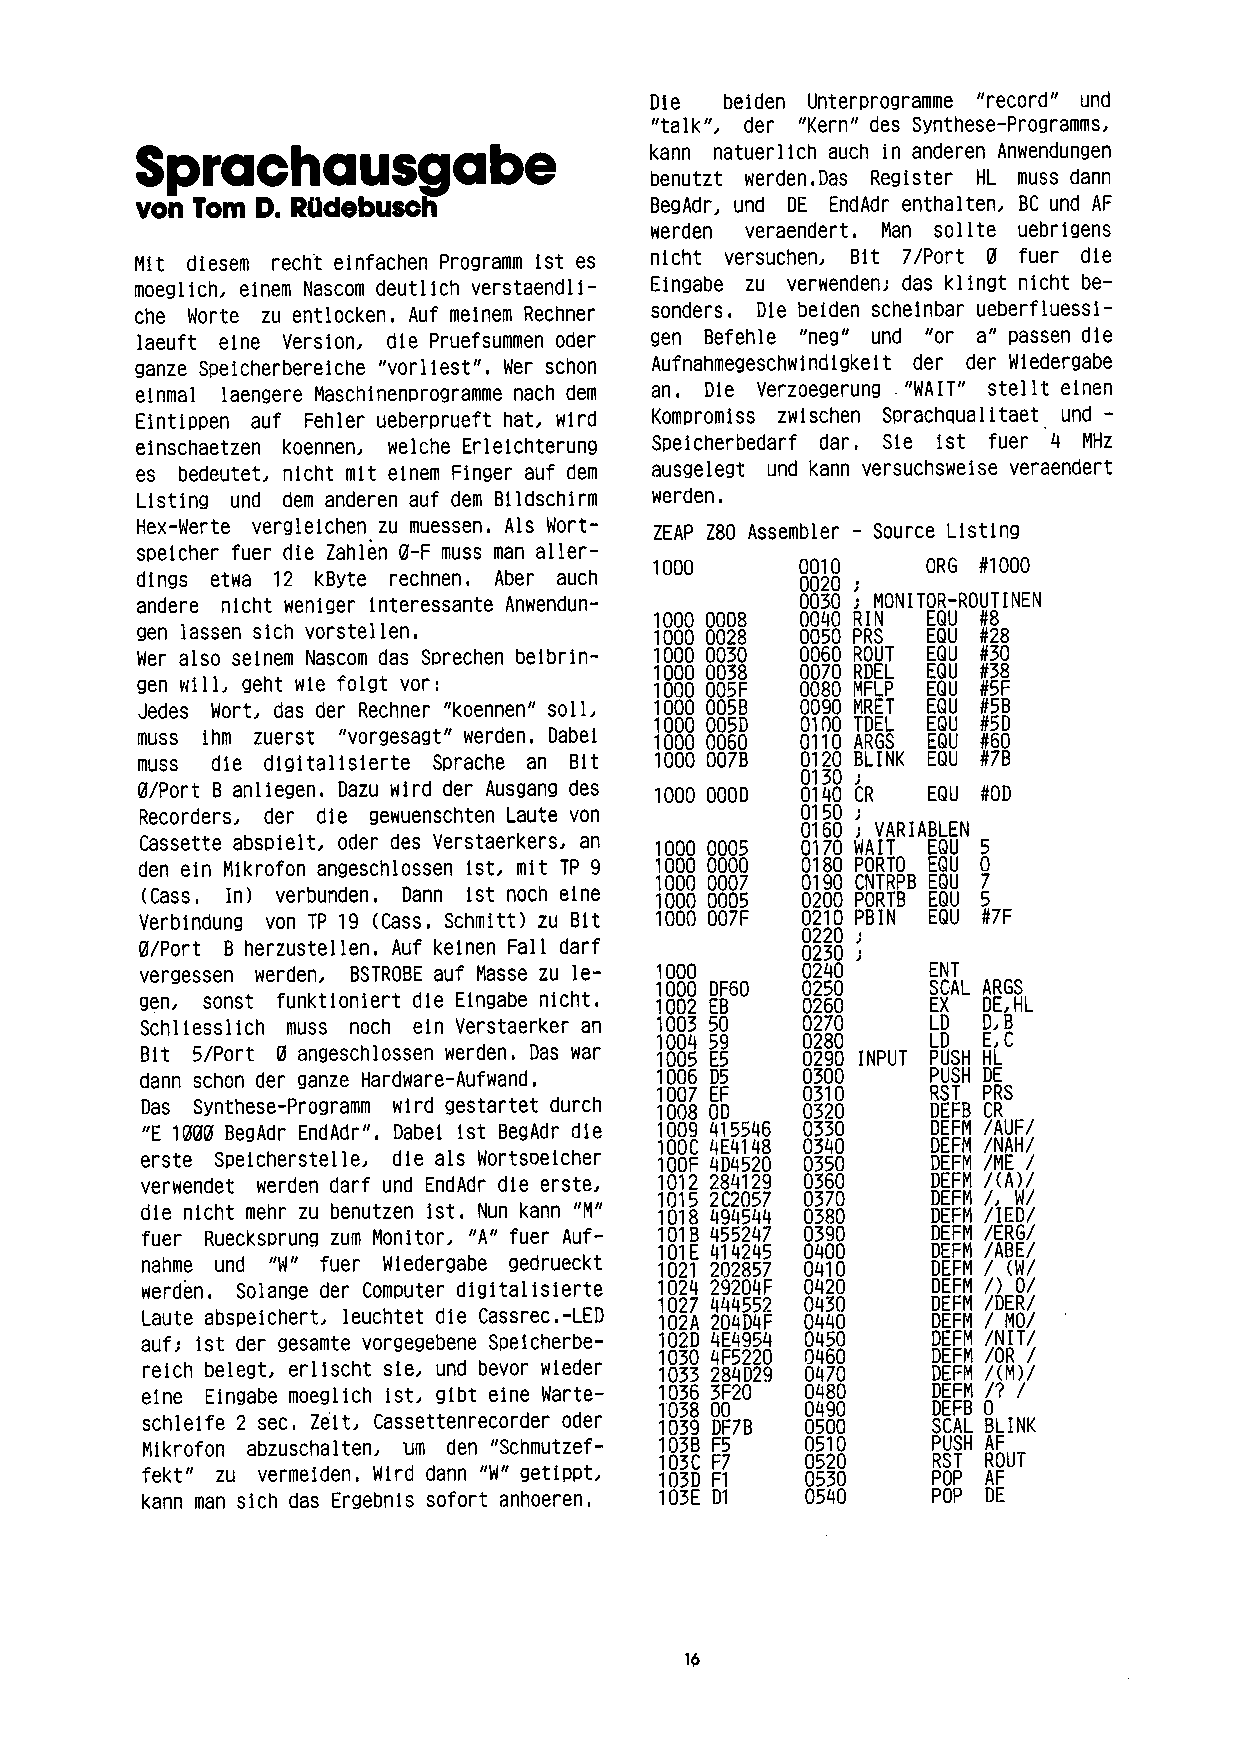 Sprachausgabe
von Tom D. Rüdebusch
Mit diesem recht einfachen Programm ist es
moeglich, einem Nascom deutlich verstaendli-
che Worte zu entlocken. Auf meinem Rechner
laeuft eine Version, die Pruefsummen oder
ganze Speicherbereiche "vorliest". Wer schon
einmal laengere Maschinenprogramme nach dem
Eintippen auf Fehler ueberprueft hat, wird
einschaetzen koennen, welche Erleichterung
es bedeutet, nicht mit einem Finger auf dem
Listing und dem anderen auf dem Bildschirm
Hex-Werte vergleichen zu muessen. Als Wort-
speicher fuer die Zahlen 0-F muss man aller-
dings etwa 12 kByte rechnen. Aber auch
andere nicht weniger interessante Anwendun-
gen lassen sich vorstellen.
Wer also seinem Nascom das Sprechen beibrin-
gen will, geht wie folgt vor:
Jedes Wort, das der Rechner "koennen" soll,
muss ihm zuerst "vorgesagt" werden. Dabei
muss die digitalisierte Sprache an Bit
0/Port B anliegen. Dazu wird der Ausgang des
Recorders, der die gewuenschten Laute von
Cassette abspielt, oder des Verstaerkers, an
den ein Mikrofon angeschlossen ist, mit TP 9
(Cass. In) verbunden. Dann ist noch eine
Verbindung von TP 19 (Cass. Schmitt) zu Bit
0/Port B herzustellen. Auf keinen Fall darf
vergessen werden, BSTROBE auf Masse zu le-
gen, sonst funktioniert die Eingabe nicht.
Schliesslich muss noch ein Verstaerker an
Bit 5/Port 0 angeschlossen werden. Das war
dann schon der ganze Hardware-Aufwand.
Das Synthese-Programm wird gestartet durch
"E 1000 BegAdr EndAdr". Dabei ist BegAdr die
erste Speicherstelle, die als Wortspeicher
verwendet werden darf und EndAdr die erste,
die nicht mehr zu benutzen ist. Nun kann "M"
fuer Ruecksprung zum Monitor, "A" fuer Auf-
nahme und "W" fuer Wiedergabe gedrueckt
werden. Solange der Computer digitalisierte
Laute abspeichert, leuchtet die Cassrec.-LED
auf; ist der gesamte vorgegebene Speicherbe-
reich belegt, erlischt sie, und bevor wieder
eine Eingabe moeglich ist, gibt eine Warte-
schleife 2 sec. Zeit, Cassettenrecorder oder
Mikrofon abzuschalten, um den "Schmutzef-
fekt" zu vermeiden. Wird dann "W" getippt,
kann man sich das Ergebnis sofort anhoeren.
Die beiden Unterprogramme "record" und
"talk", der "Kern" des Synthese-Programms,
kann natuerlich auch in anderen Anwendungen
benutzt werden.Das Register HL muss dann
BegAdr, und DE EndAdr enthalten, BC und AF
werden veraendert. Man sollte uebrigens
nicht versuchen, Bit 7/Port 0 fuer die
Eingabe zu verwenden; das klingt nicht be-
sonders. Die beiden scheinbar ueberfluessi-
gen Befehle "neg" und "or a" passen die
Aufnahmegeschwindigkeit der der Wiedergabe
an. Die Verzoegerung "WAIT" stellt einen
Kompromiss zwischen Sprachqualitaet und -
Speicherbedarf dar. Sie ist fuer 4 MHz
ausgelegt und kann versuchsweise veraendert
werden.
ZEAP Z80 Assembler - Source Listing
1000 0010 ORG #1000
0020 ;
0030 ; MONITOR-ROUTINEN
1000 0008 0040 RIN EQU #8
1000 0028 0050 PRS EQU #28
1000 0030 0060 ROUT EQU #30
1000 0038 0070 RDEL EQU #38
1000 005F 0080 MFLP EQU #5F
1000 005B 0090 MRET EQU #5B
1000 005D 0100 TDEL EQU #5D
1000 0060 0110 ARGS EQU #60
1000 007B 0120 BLINK EQU #7B
0130 ;
1000 000D 0140 CR EQU #0D
0150 ;
0160 ; VARIABLEN
1000 0005 0170 WAIT EQU 5
1000 0000 0180 PORT0 EQU 0
1000 0007 0190 CNTRPB EQU 7
1000 0005 0200 PORTB EQU 5
1000 007F 0210 PBIN EQU #7F
0220 ;
0230 ;
1000 0240 ENT
1000 DF60 0250 SCAL ARGS
1002 EB 0260 EX DE,HL
1003 50 0270 LD D,B
1004 59 0280 LD E,C
1005 E5 0290 INPUT PUSH HL
1006 D5 0300 PUSH DE
1007 EF 0310 RST PRS
1008 0D 0320 DEFB CR
1009 415546 0330 DEFM /AUF/
100C 4E4148 0340 DEFM /NAH/
100F 4D4520 0350 DEFM /ME /
1012 284129 0360 DEFM /(A)/
1015 2C2057 0370 DEFM /, W/
1018 494544 0380 DEFM /IED/
101B 455247 0390 DEFM /ERG/
101E 414245 0400 DEFM /ABE/
1021 202857 0410 DEFM / (W/
1024 29204F 0420 DEFM /) O/
1027 444552 0430 DEFM /DER/
102A 204D4F 0440 DEFM / MO/
102D 4E4954 0450 DEFM /NIT/
1030 4F5220 0460 DEFM /OR /
1033 284D29 0470 DEFM /(M)/
1036 3F20 0480 DEFM /? /
1038 00 0490 DEFB 0
1039 DF7B 0500 SCAL BLINK
103B F5 0510 PUSH AF
103C F7 0520 RST ROUT
103D F1 0530 POP AF
103E D1 0540 POP DE
16